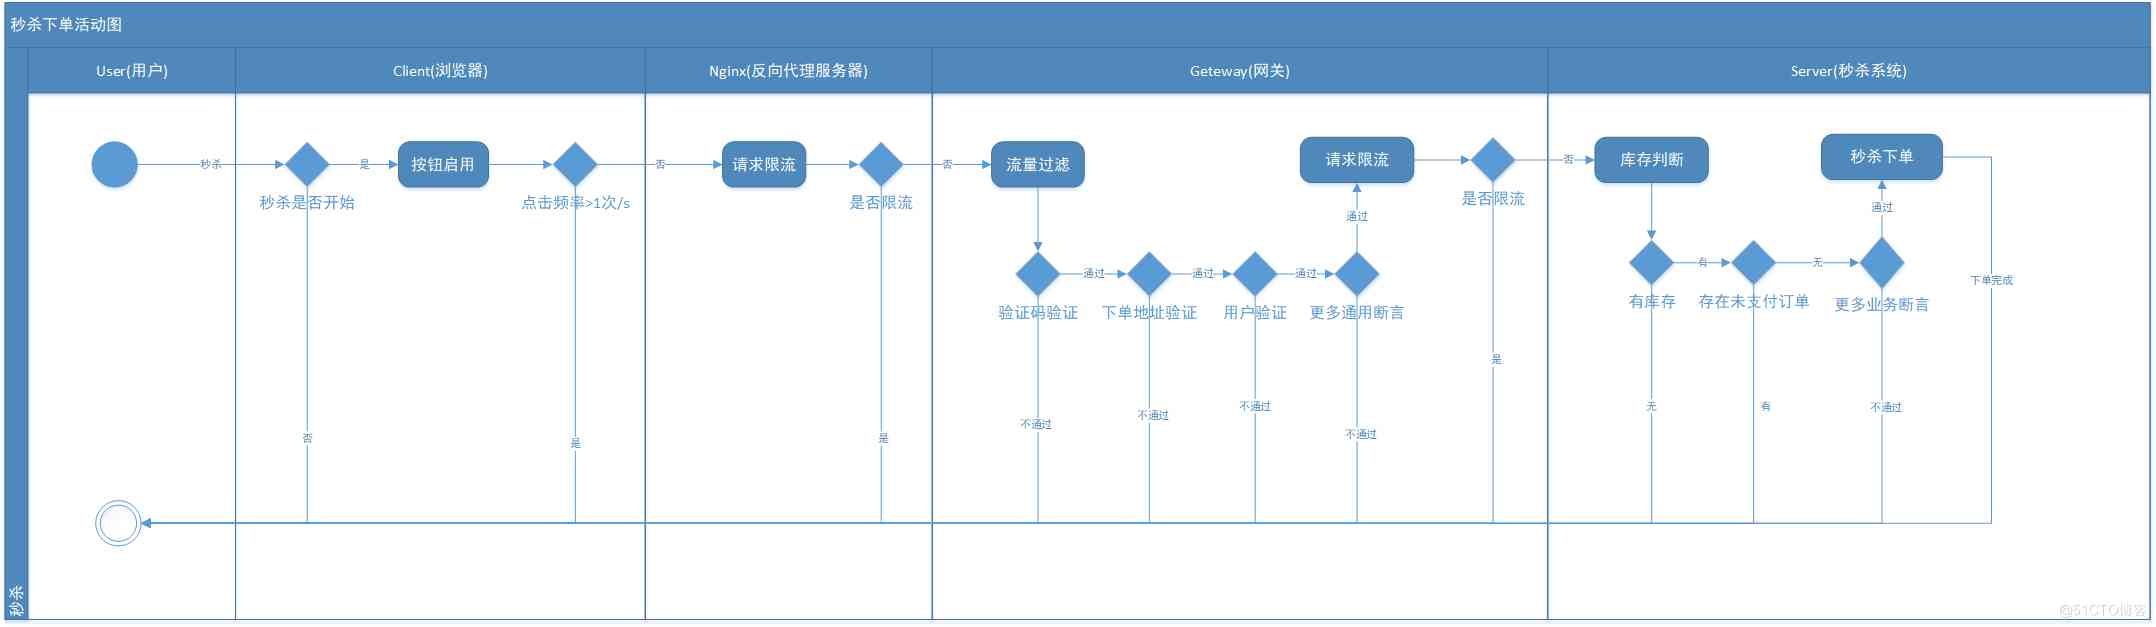 秒杀下单活动图
User(用户)
Client(浏览器)
Nginx(反向代理服务器)
Geteway(网关)
Server(秒杀系统)
秒杀
秒杀是否开始
是
按钮启用
点击频率>1次/s
否
请求限流
是否限流
否
流量过滤
请求限流
是否限流
否
库存判断
秒杀下单
通过
通过
验证码验证
通过
下单地址验证
通过
用户验证
通过
更多通用断言
有库存
有
存在未支付订单
无
更多业务断言
下单完成
否
是
是
不通过
不通过
不通过
不通过
是
无
有
不通过
秒杀
@51CTO博客